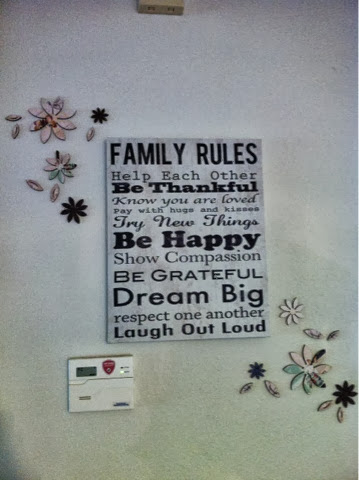 FAMILY RULES
Help Each Other
Be Thankful
Know you are loved
Pay with hugs and kisses
Try New Things
Be Happy
Show Compassion
BE GRATEFUL
Dream Big
respect one another
Laugh Out Loud